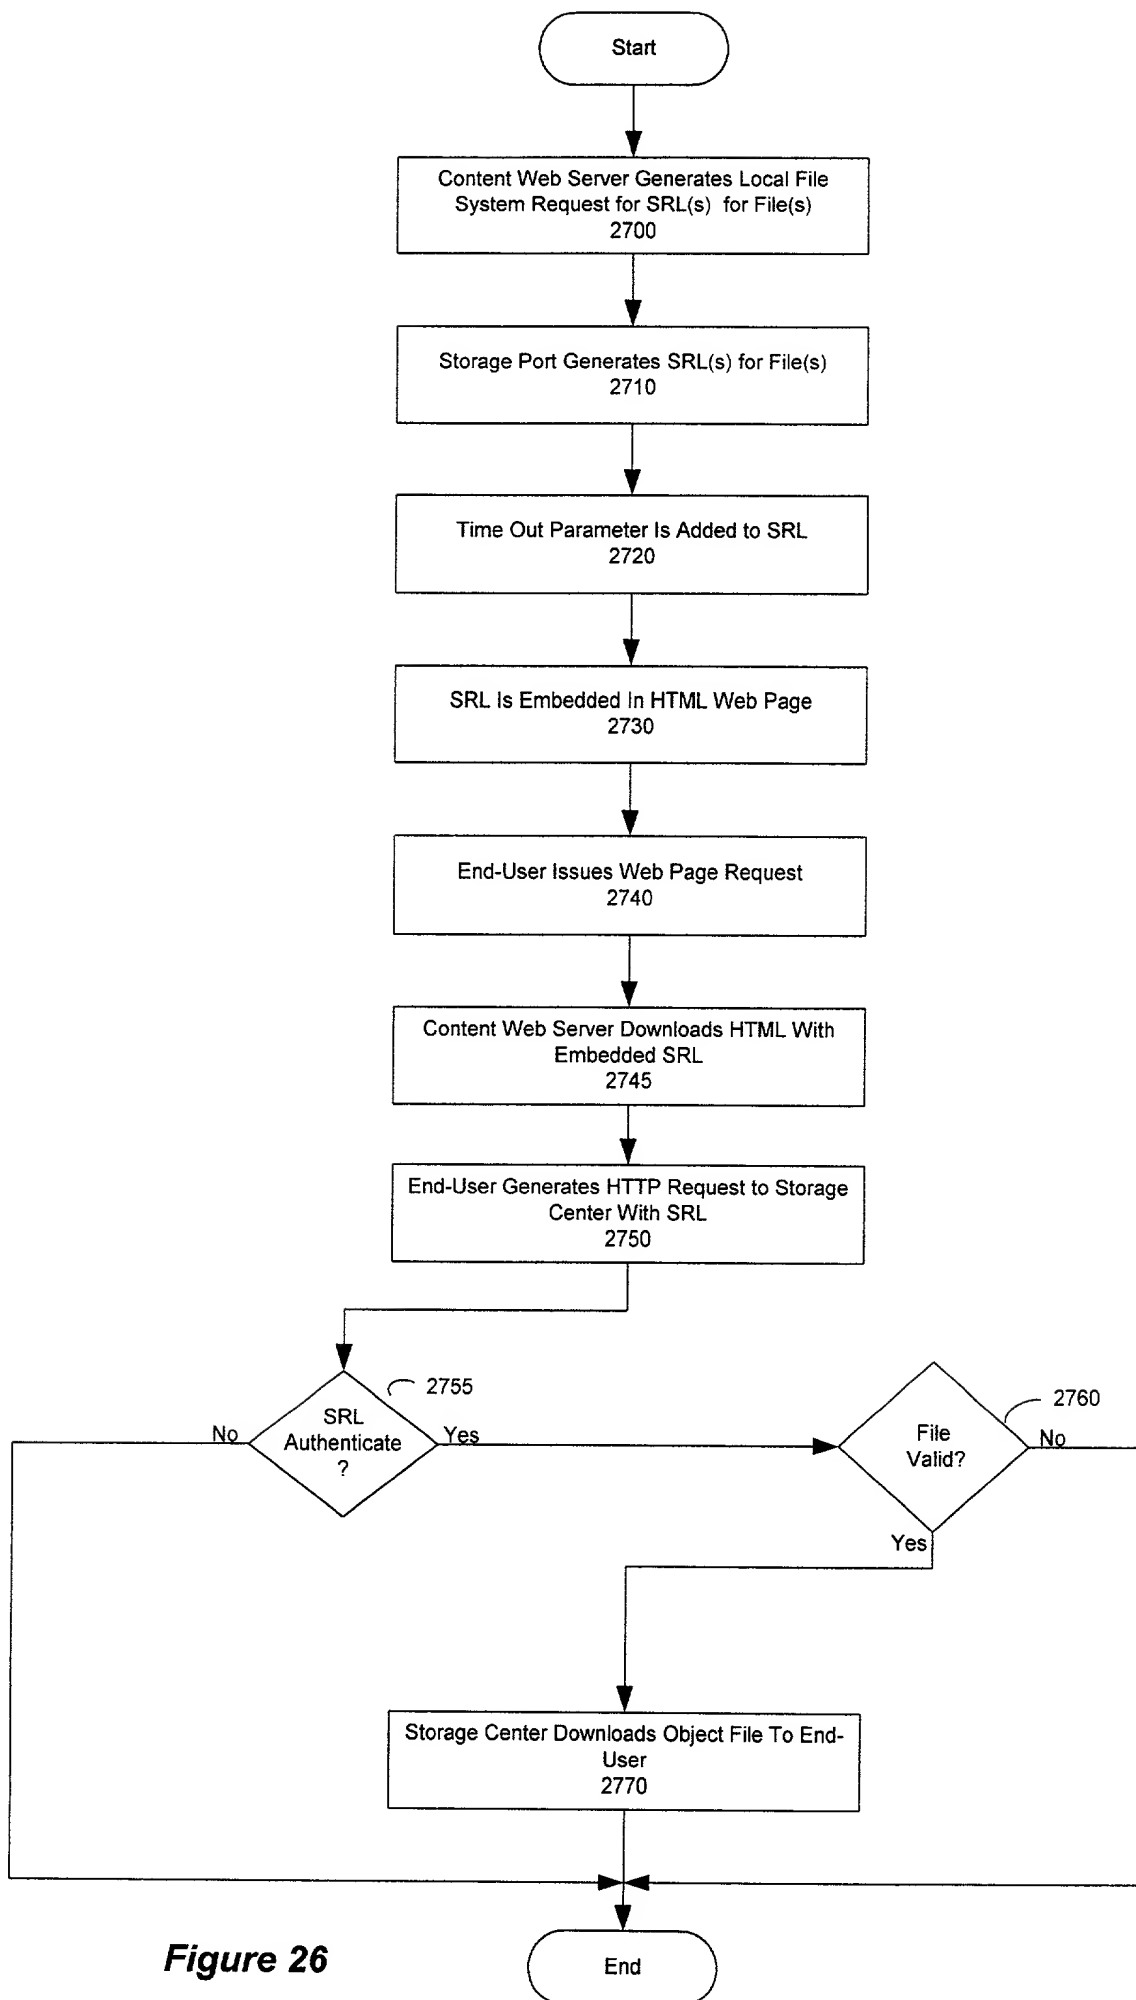 Start
Content Web Server Generates Local File
System Request for SRL(s) for File(s)
2700
Storage Port Generates SRL(s) for File(s)
2710
Time Out Parameter Is Added to SRL
2720
SRL Is Embedded In HTML Web Page
2730
End-User Issues Web Page Request
2740
Content Web Server Downloads HTML With
Embedded SRL
2745
End-User Generates HTTP Request to Storage
Center With SRL
2750
2755
No
SRL
Authenticate
?
Yes
2760
File
Valid?
No
Yes
Storage Center Downloads Object File To End-
User
2770
Figure 26
End